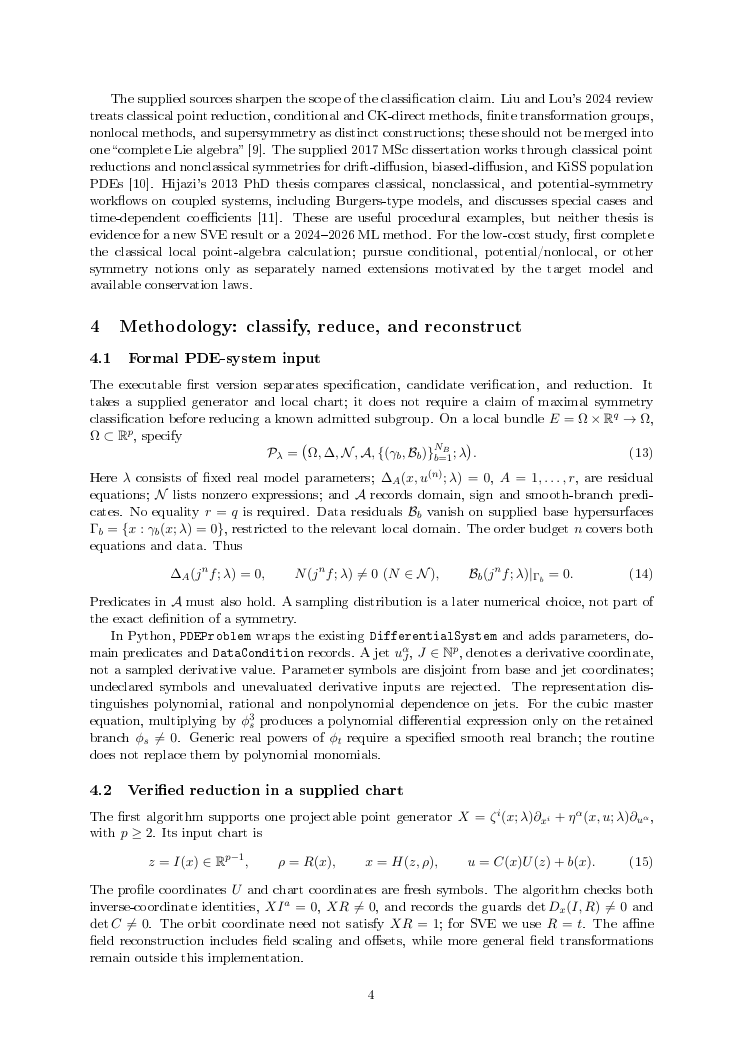 The supplied sources sharpen the scope of the classification claim. Liu and Lou's 2024 review
treats classical point reduction, conditional and CK-direct methods, finite transformation groups,
nonlocal methods, and supersymmetry as distinct constructions; these should not be merged into
one “complete Lie algebra” [9]. The supplied 2017 MSc dissertation works through classical point
reductions and nonclassical symmetries for drift-diffusion, biased-diffusion, and KiSS population
PDEs [10]. Hijazi's 2013 PhD thesis compares classical, nonclassical, and potential-symmetry
workflows on coupled systems, including Burgers-type models, and discusses special cases and
time-dependent coefficients [11]. These are useful procedural examples, but neither thesis is
evidence for a new SVE result or a 2024–2026 ML method. For the low-cost study, first complete
the classical local point-algebra calculation; pursue conditional, potential/nonlocal, or other
symmetry notions only as separately named extensions motivated by the target model and
available conservation laws.
4 Methodology: classify, reduce, and reconstruct
4.1 Formal PDE-system input
The executable first version separates specification, candidate verification, and reduction. It
takes a supplied generator and local chart; it does not require a claim of maximal symmetry
classification before reducing a known admitted subgroup. On a local bundle E = Ω × ℝ^q → Ω,
Ω ⊂ ℝ^p, specify
𝒫_λ = (Ω, Δ, 𝒩, 𝒜, {(γ_b, ℬ_b)}_{b=1}^{N_B}; λ). (13)
Here λ consists of fixed real model parameters; Δ_A(x, u^{(n)}; λ) = 0, A = 1, . . . , r, are residual
equations; 𝒩 lists nonzero expressions; and 𝒜 records domain, sign and smooth-branch predi-
cates. No equality r = q is required. Data residuals ℬ_b vanish on supplied base hypersurfaces
Γ_b = {x : γ_b(x; λ) = 0}, restricted to the relevant local domain. The order budget n covers both
equations and data. Thus
Δ_A(j^n f; λ) = 0, N(j^n f; λ) ≠ 0 (N ∈ 𝒩), ℬ_b(j^n f; λ)|_{Γ_b} = 0. (14)
Predicates in 𝒜 must also hold. A sampling distribution is a later numerical choice, not part of
the exact definition of a symmetry.
In Python, PDEProblem wraps the existing DifferentialSystem and adds parameters, do-
main predicates and DataCondition records. A jet u^α_J, J ∈ ℕ^p, denotes a derivative coordinate,
not a sampled derivative value. Parameter symbols are disjoint from base and jet coordinates;
undeclared symbols and unevaluated derivative inputs are rejected. The representation dis-
tinguishes polynomial, rational and nonpolynomial dependence on jets. For the cubic master
equation, multiplying by ϕ_s^3 produces a polynomial differential expression only on the retained
branch ϕ_s ≠ 0. Generic real powers of ϕ_t require a specified smooth real branch; the routine
does not replace them by polynomial monomials.
4.2 Verified reduction in a supplied chart
The first algorithm supports one projectable point generator X = ζ^i(x; λ)∂_{x^i} + η^α(x, u; λ)∂_{u^α},
with p ≥ 2. Its input chart is
z = I(x) ∈ ℝ^{p−1}, ρ = R(x), x = H(z, ρ), u = C(x)U(z) + b(x). (15)
The profile coordinates U and chart coordinates are fresh symbols. The algorithm checks both
inverse-coordinate identities, XI^a = 0, XR ≠ 0, and records the guards det D_x(I, R) ≠ 0 and
det C ≠ 0. The orbit coordinate need not satisfy XR = 1; for SVE we use R = t. The affine
field reconstruction includes field scaling and offsets, while more general field transformations
remain outside this implementation.
4